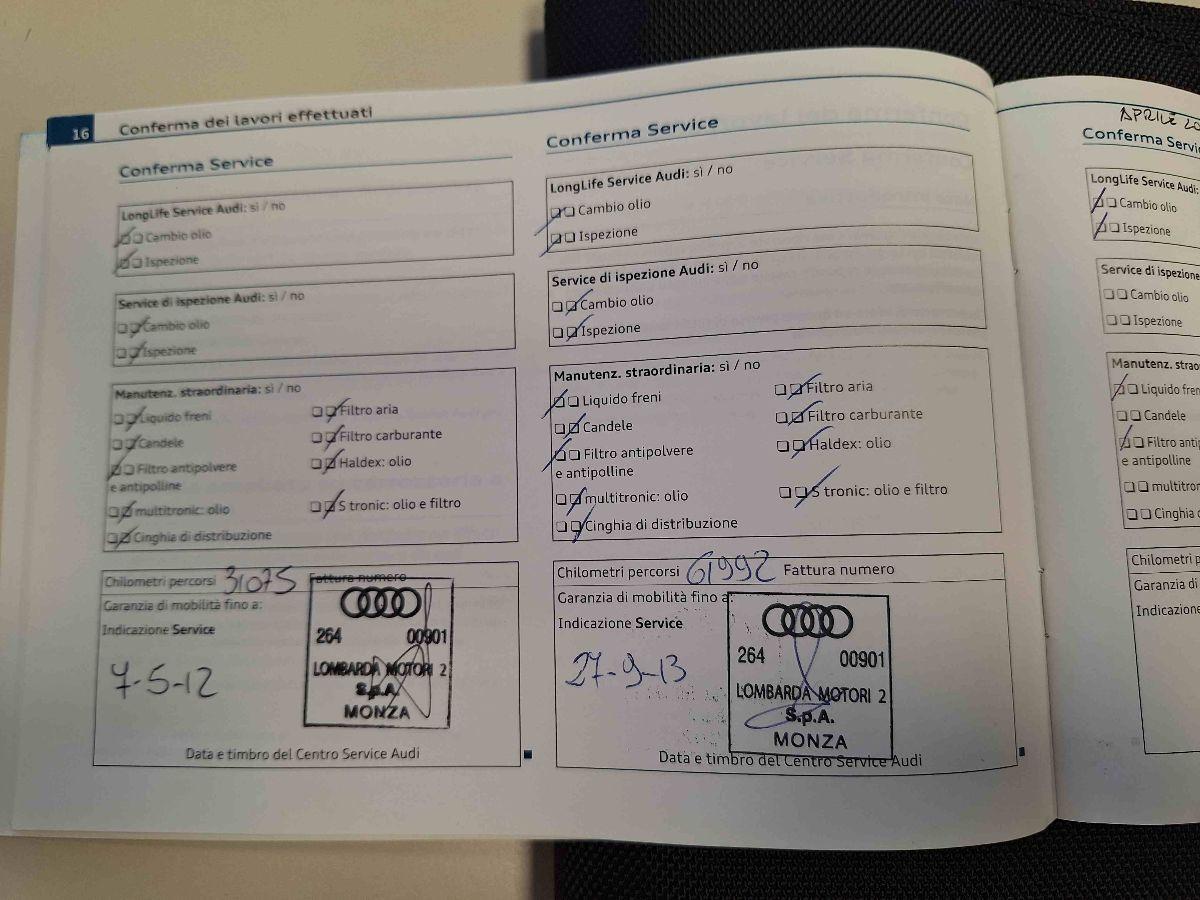 16
Conferma dei lavori effettuati
Conferma Service
LongLife Service Audi: sì / no
Cambio olio
Ispezione
Service di ispezione Audi: sì / no
Cambio olio
Ispezione
Manutenz. straordinaria: sì / no
Liquido freni
Filtro aria
Candele
Filtro carburante
Filtro antipolvere
e antipolline
Haldex: olio
multitronic: olio
S tronic: olio e filtro
Cinghia di distribuzione
Chilometri percorsi 31075 Fattura numero
Garanzia di mobilità fino a:
Indicazione Service
7-5-12
264 00901
LOMBARDA MOTORI 2
S.p.A.
MONZA
Data e timbro del Centro Service Audi
Conferma Service
LongLife Service Audi: sì / no
Cambio olio
Ispezione
Service di ispezione Audi: sì / no
Cambio olio
Ispezione
Manutenz. straordinaria: sì / no
Liquido freni
Filtro aria
Candele
Filtro carburante
Filtro antipolvere
e antipolline
Haldex: olio
multitronic: olio
S tronic: olio e filtro
Cinghia di distribuzione
Chilometri percorsi 61992 Fattura numero
Garanzia di mobilità fino a:
Indicazione Service
27-9-13
264 00901
LOMBARDA MOTORI 2
S.p.A.
MONZA
Data e timbro del Centro Service Audi
APRILE 20
Conferma Servi
LongLife Service Audi:
Cambio olio
Ispezione
Service di ispezione
Cambio olio
Ispezione
Manutenz. strao
Liquido fren
Candele
Filtro antip
e antipolline
multitron
Cinghia d
Chilometri p
Garanzia di
Indicazione